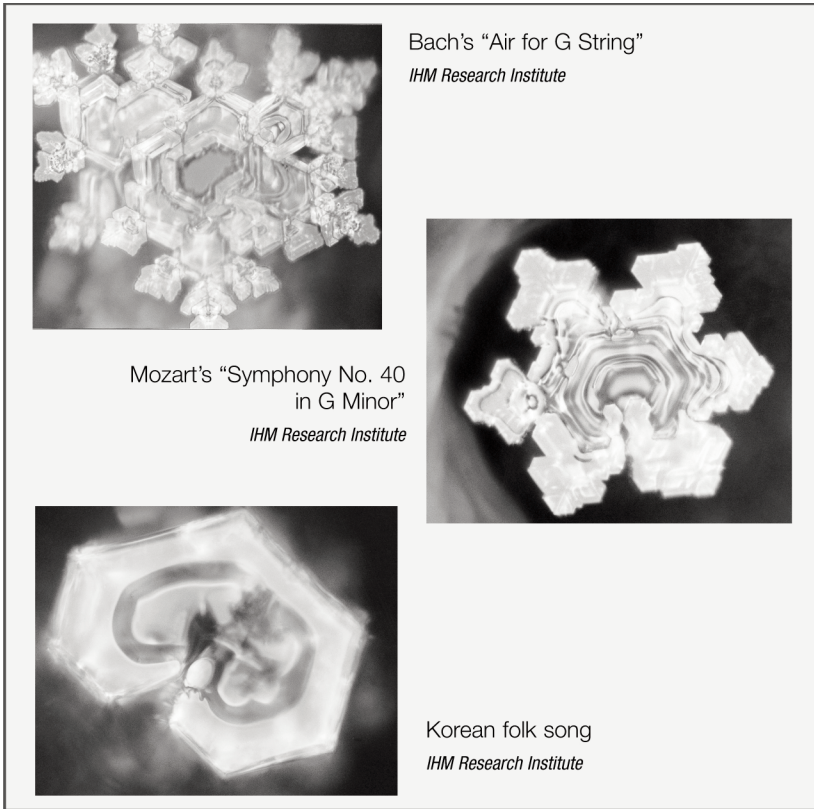 Bach’s “Air for G String”
IHM Research Institute
Mozart’s “Symphony No. 40
in G Minor”
IHM Research Institute
Korean folk song
IHM Research Institute